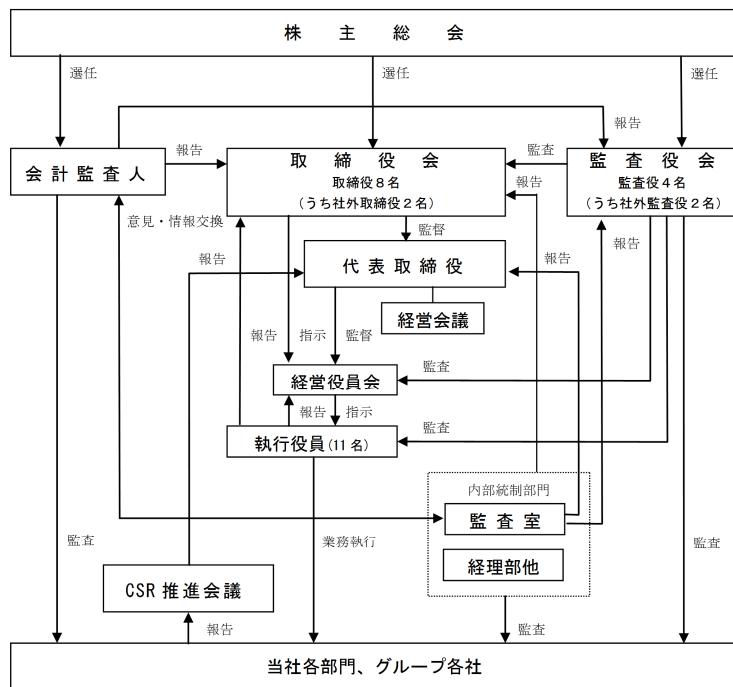 株主総会
選任
選任
選任
報告
会計監査人
報告
取締役会
取締役8名
（うち社外取締役2名）
監査
報告
監査役会
監査役4名
（うち社外監査役2名）
意見・情報交換
監督
報告
報告
代表取締役
経営会議
報告
指示
監督
経営役員会
監査
報告
指示
執行役員(11名)
監査
内部統制部門
監査室
経理部他
監査
業務執行
監査
CSR推進会議
報告
監査
当社各部門、グループ各社